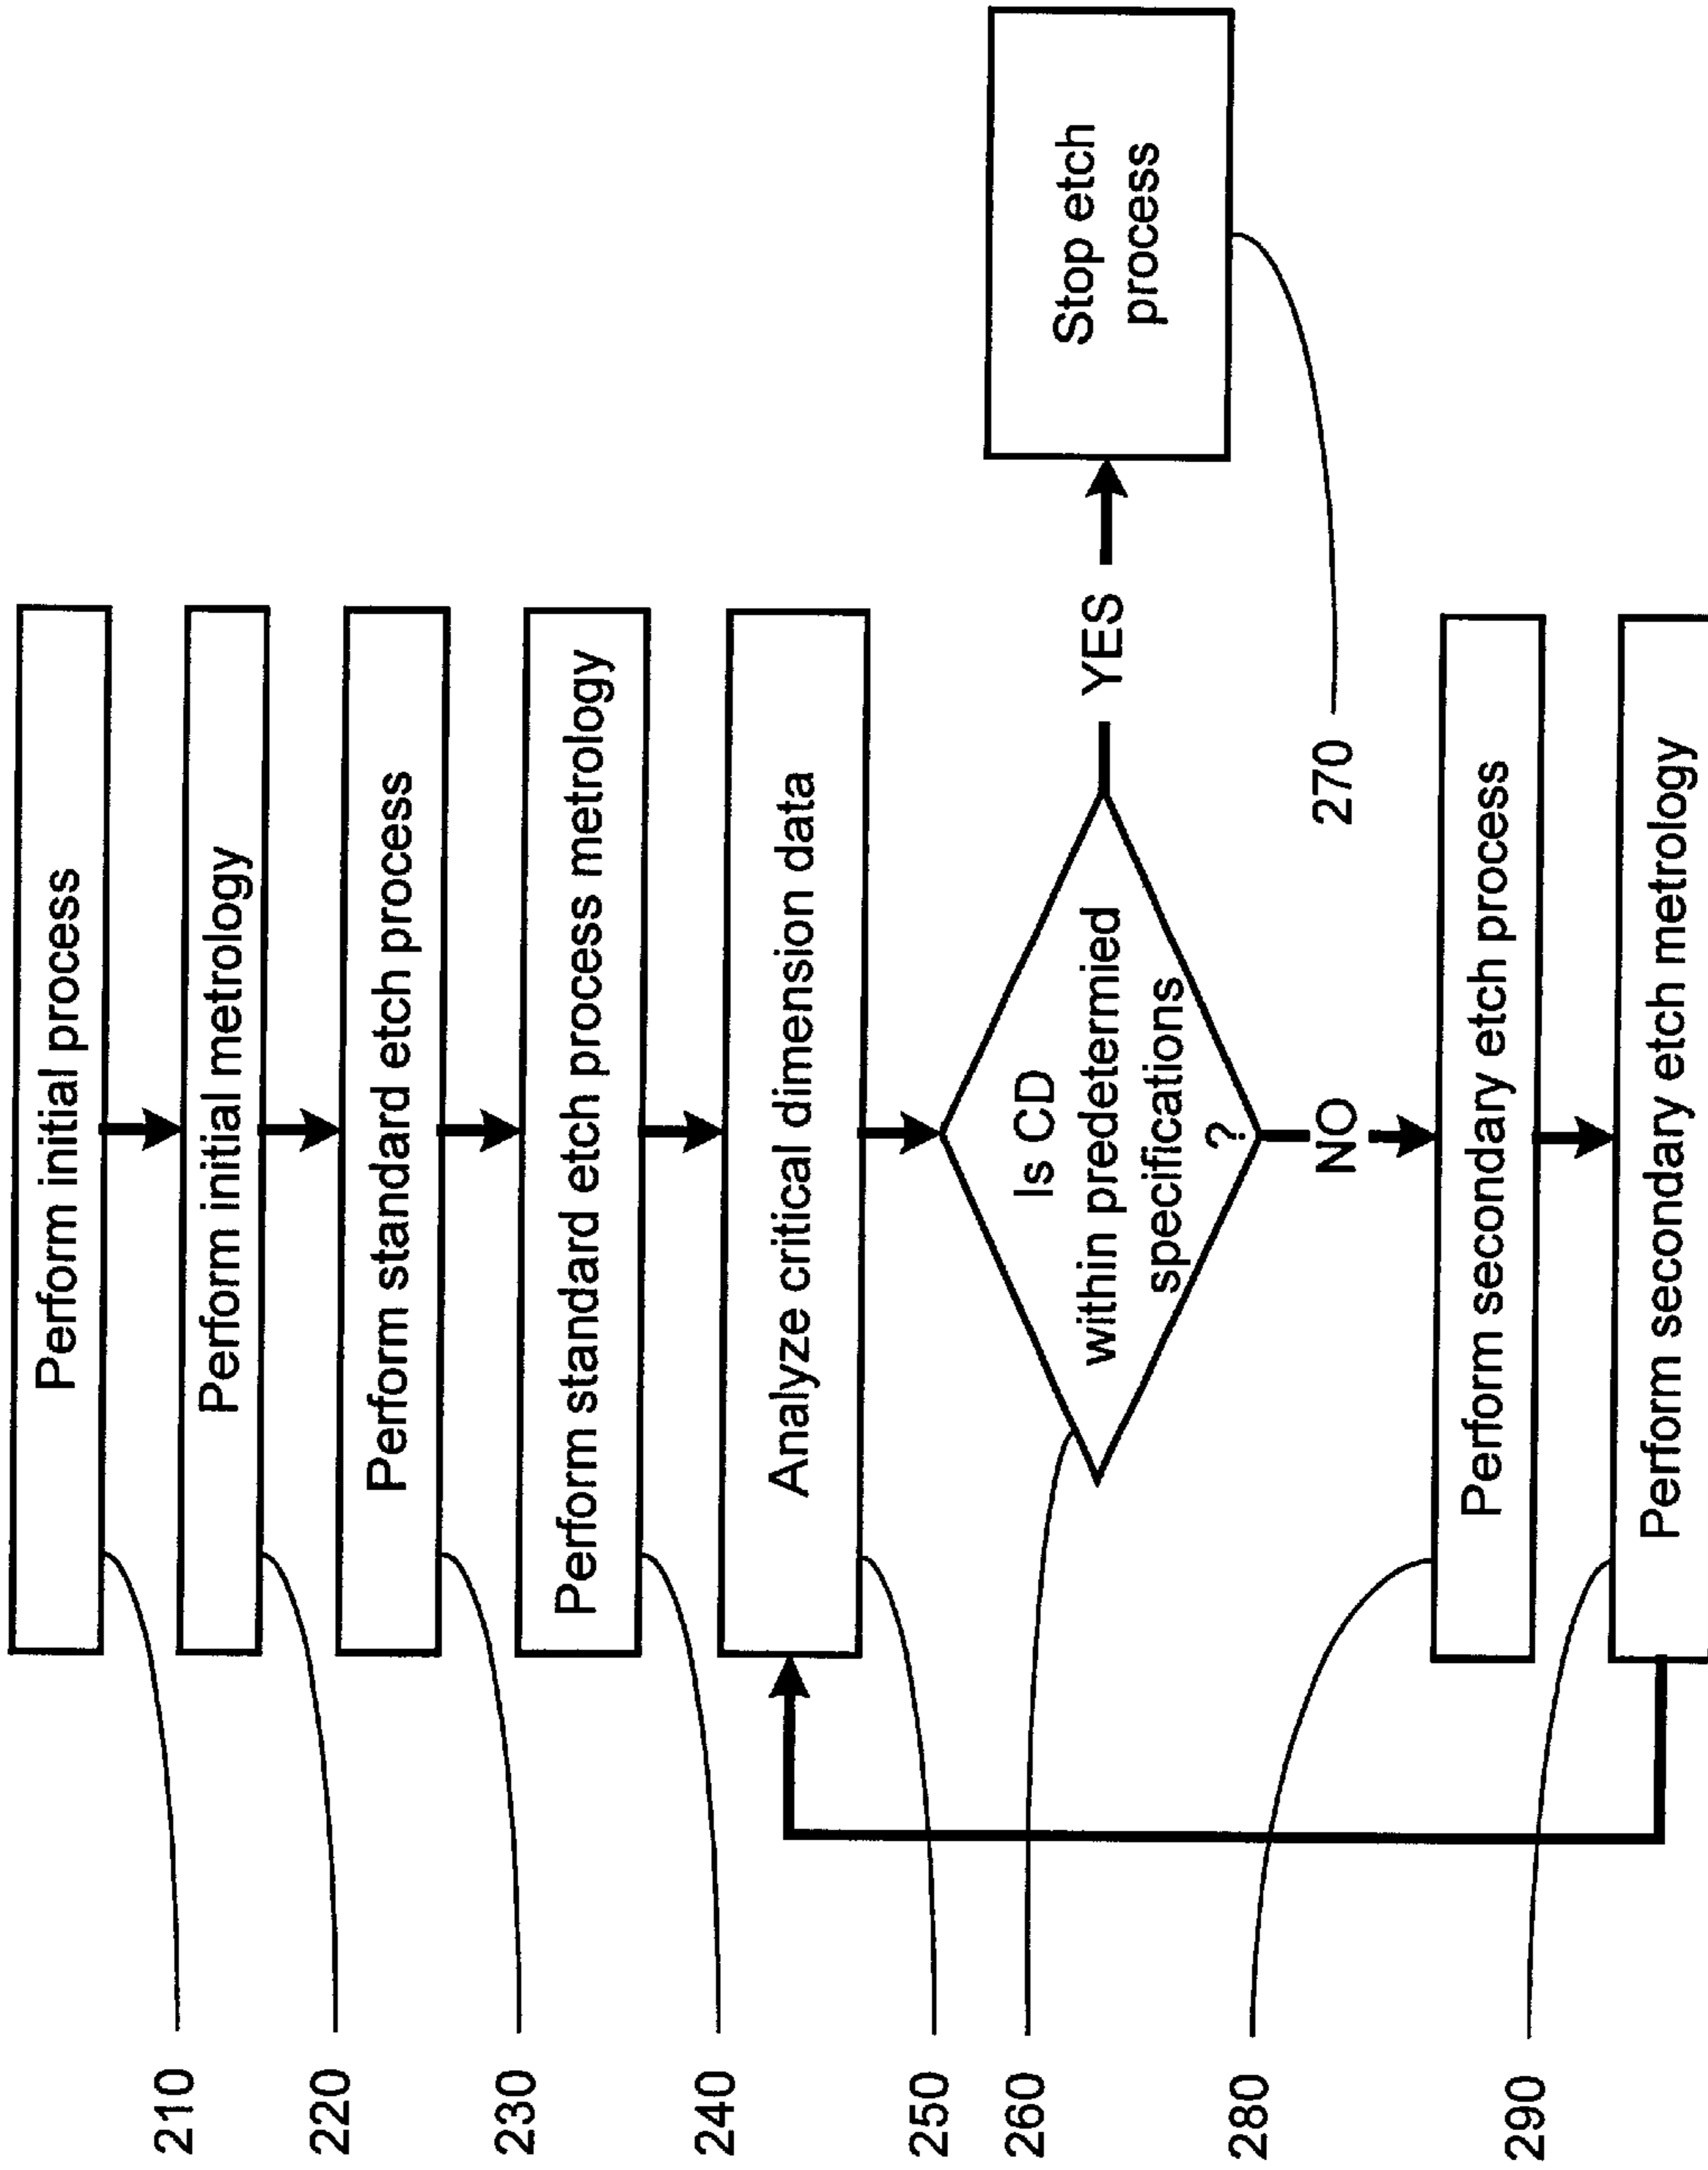 210
Perform initial process
220
Perform initial metrology
230
Perform standard etch process
240
Perform standard etch process metrology
250
Analyze critical dimension data
260
Is CD
within predetermied
specifications
?
YES
Stop etch
process
270
NO
280
Perform secondary etch process
290
Perform secondary etch metrology